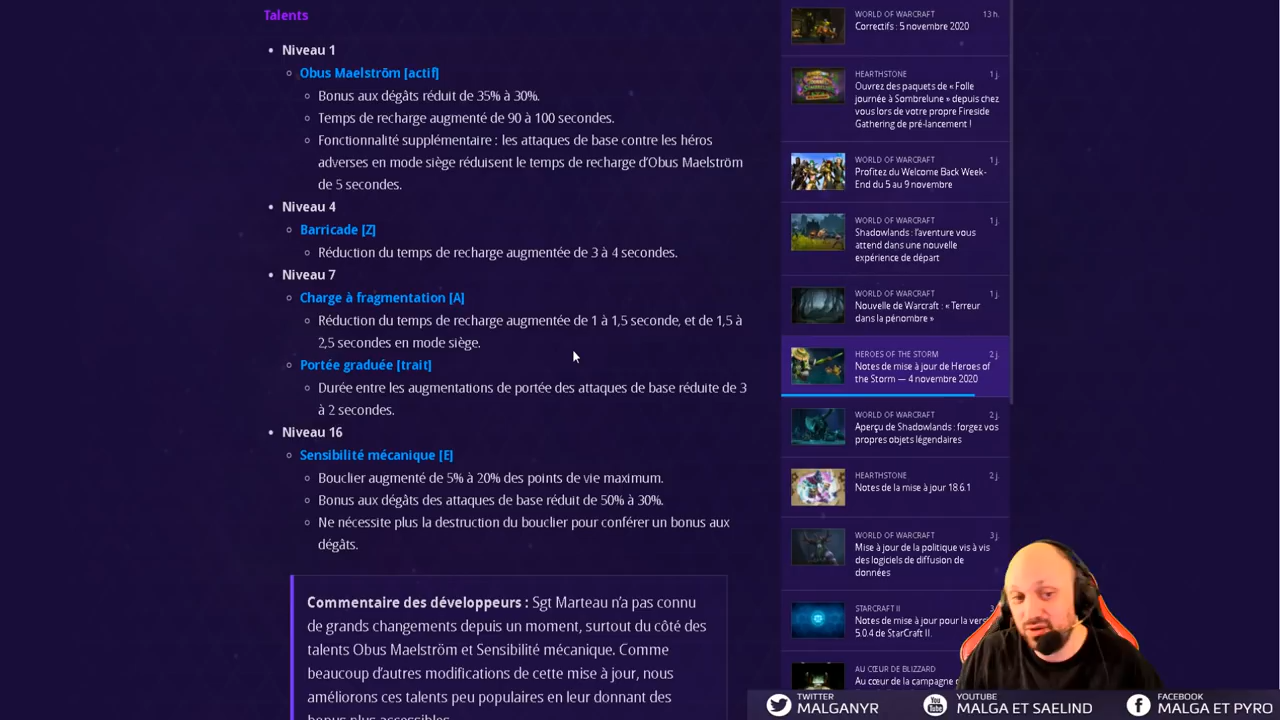 Talents
• Niveau 1
Obus Maelström [actif]
Bonus aux dégâts réduit de 35% à 30%.
Temps de recharge augmenté de 90 à 100 secondes.
Fonctionnalité supplémentaire : les attaques de base contre les héros
adverses en mode siège réduisent le temps de recharge d’Obus Maelström
de 5 secondes.
• Niveau 4
Barricade [Z]
Réduction du temps de recharge augmentée de 3 à 4 secondes.
• Niveau 7
Charge à fragmentation [A]
Réduction du temps de recharge augmentée de 1 à 1,5 seconde, et de 1,5 à
2,5 secondes en mode siège.
Portée graduée [trait]
Durée entre les augmentations de portée des attaques de base réduite de 3
à 2 secondes.
• Niveau 16
Sensibilité mécanique [E]
Bouclier augmenté de 5% à 20% des points de vie maximum.
Bonus aux dégâts des attaques de base réduit de 50% à 30%.
Ne nécessite plus la destruction du bouclier pour conférer un bonus aux
dégâts.
Commentaire des développeurs : Sgt Marteau n’a pas connu
de grands changements depuis un moment, surtout du côté des
talents Obus Maelström et Sensibilité mécanique. Comme
beaucoup d’autres modifications de cette mise à jour, nous
améliorons ces talents peu populaires en leur donnant des
bonus plus accessibles.
WORLD OF WARCRAFT 13 h.
Correctifs : 5 novembre 2020
HEARTHSTONE 1 j.
Ouvrez des paquets de « Folle
journée à Sombrelune » depuis chez
vous lors de votre propre Fireside
Gathering de pré-lancement !
WORLD OF WARCRAFT 1 j.
Profitez du Welcome Back Week-
End du 5 au 9 novembre
WORLD OF WARCRAFT 1 j.
Shadowlands : l’aventure vous
attend dans une nouvelle
expérience de départ
WORLD OF WARCRAFT 1 j.
Nouvelle de Warcraft : « Terreur
dans la pénombre »
HEROES OF THE STORM 2 j.
Notes de mise à jour de Heroes of
the Storm — 4 novembre 2020
WORLD OF WARCRAFT 2 j.
Aperçu de Shadowlands : forgez vos
propres objets légendaires
HEARTHSTONE 2 j.
Notes de la mise à jour 18.6.1
WORLD OF WARCRAFT 3 j.
Mise à jour de la politique vis à vis
des logiciels de diffusion de
données
STARCRAFT II 3
Notes de mise à jour pour la vers
5.0.4 de StarCraft II.
AU CŒUR DE BLIZZARD
Au cœur de la campagne
TWITTER
MALGANYR
YOUTUBE
MALGA ET SAELIND
FACEBOOK
MALGA ET PYRO